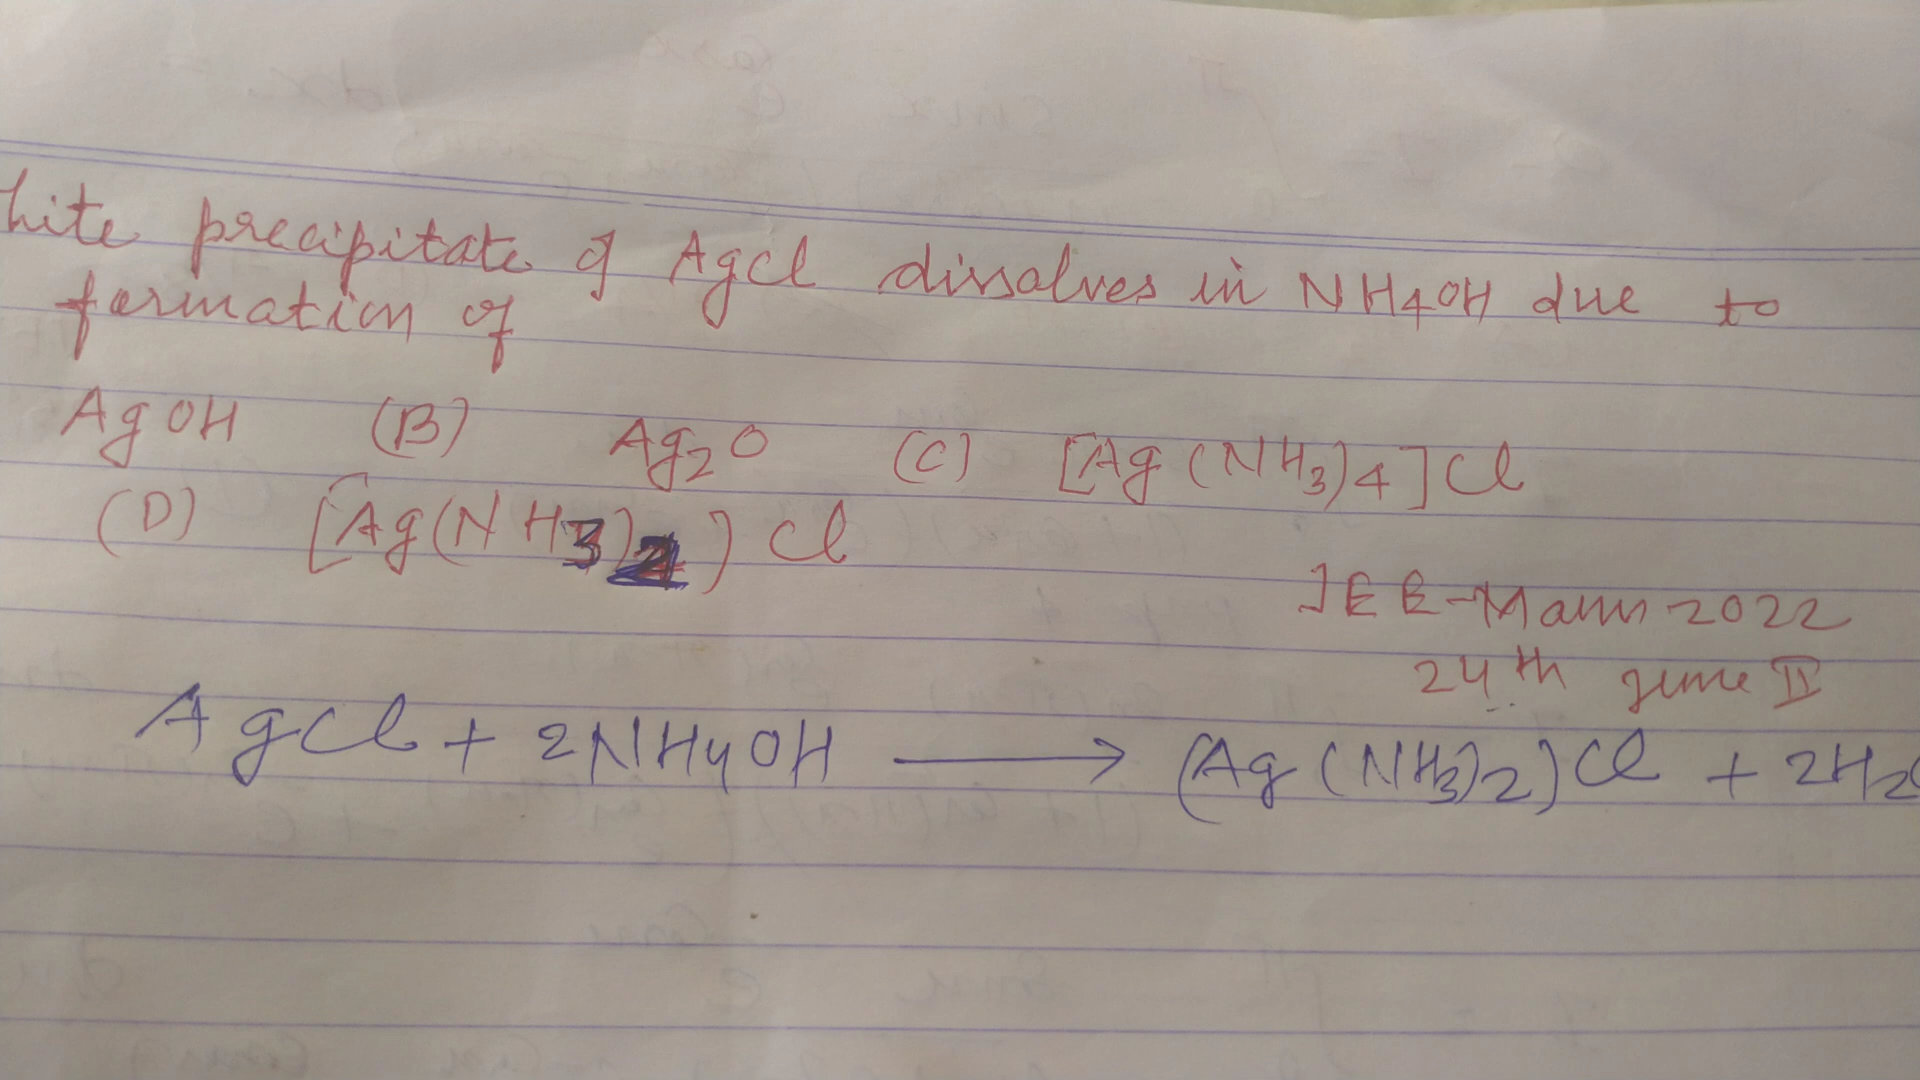 hite precipitate of AgCl dissolves in NH4OH due to
formation of
AgOH (B) Ag2O (C) [Ag(NH3)4]Cl
(D) [Ag(NH3)2]Cl
JEE-Mains 2022
24th June II
AgCl + 2NH4OH ⟶ (Ag(NH3)2)Cl + 2H2O